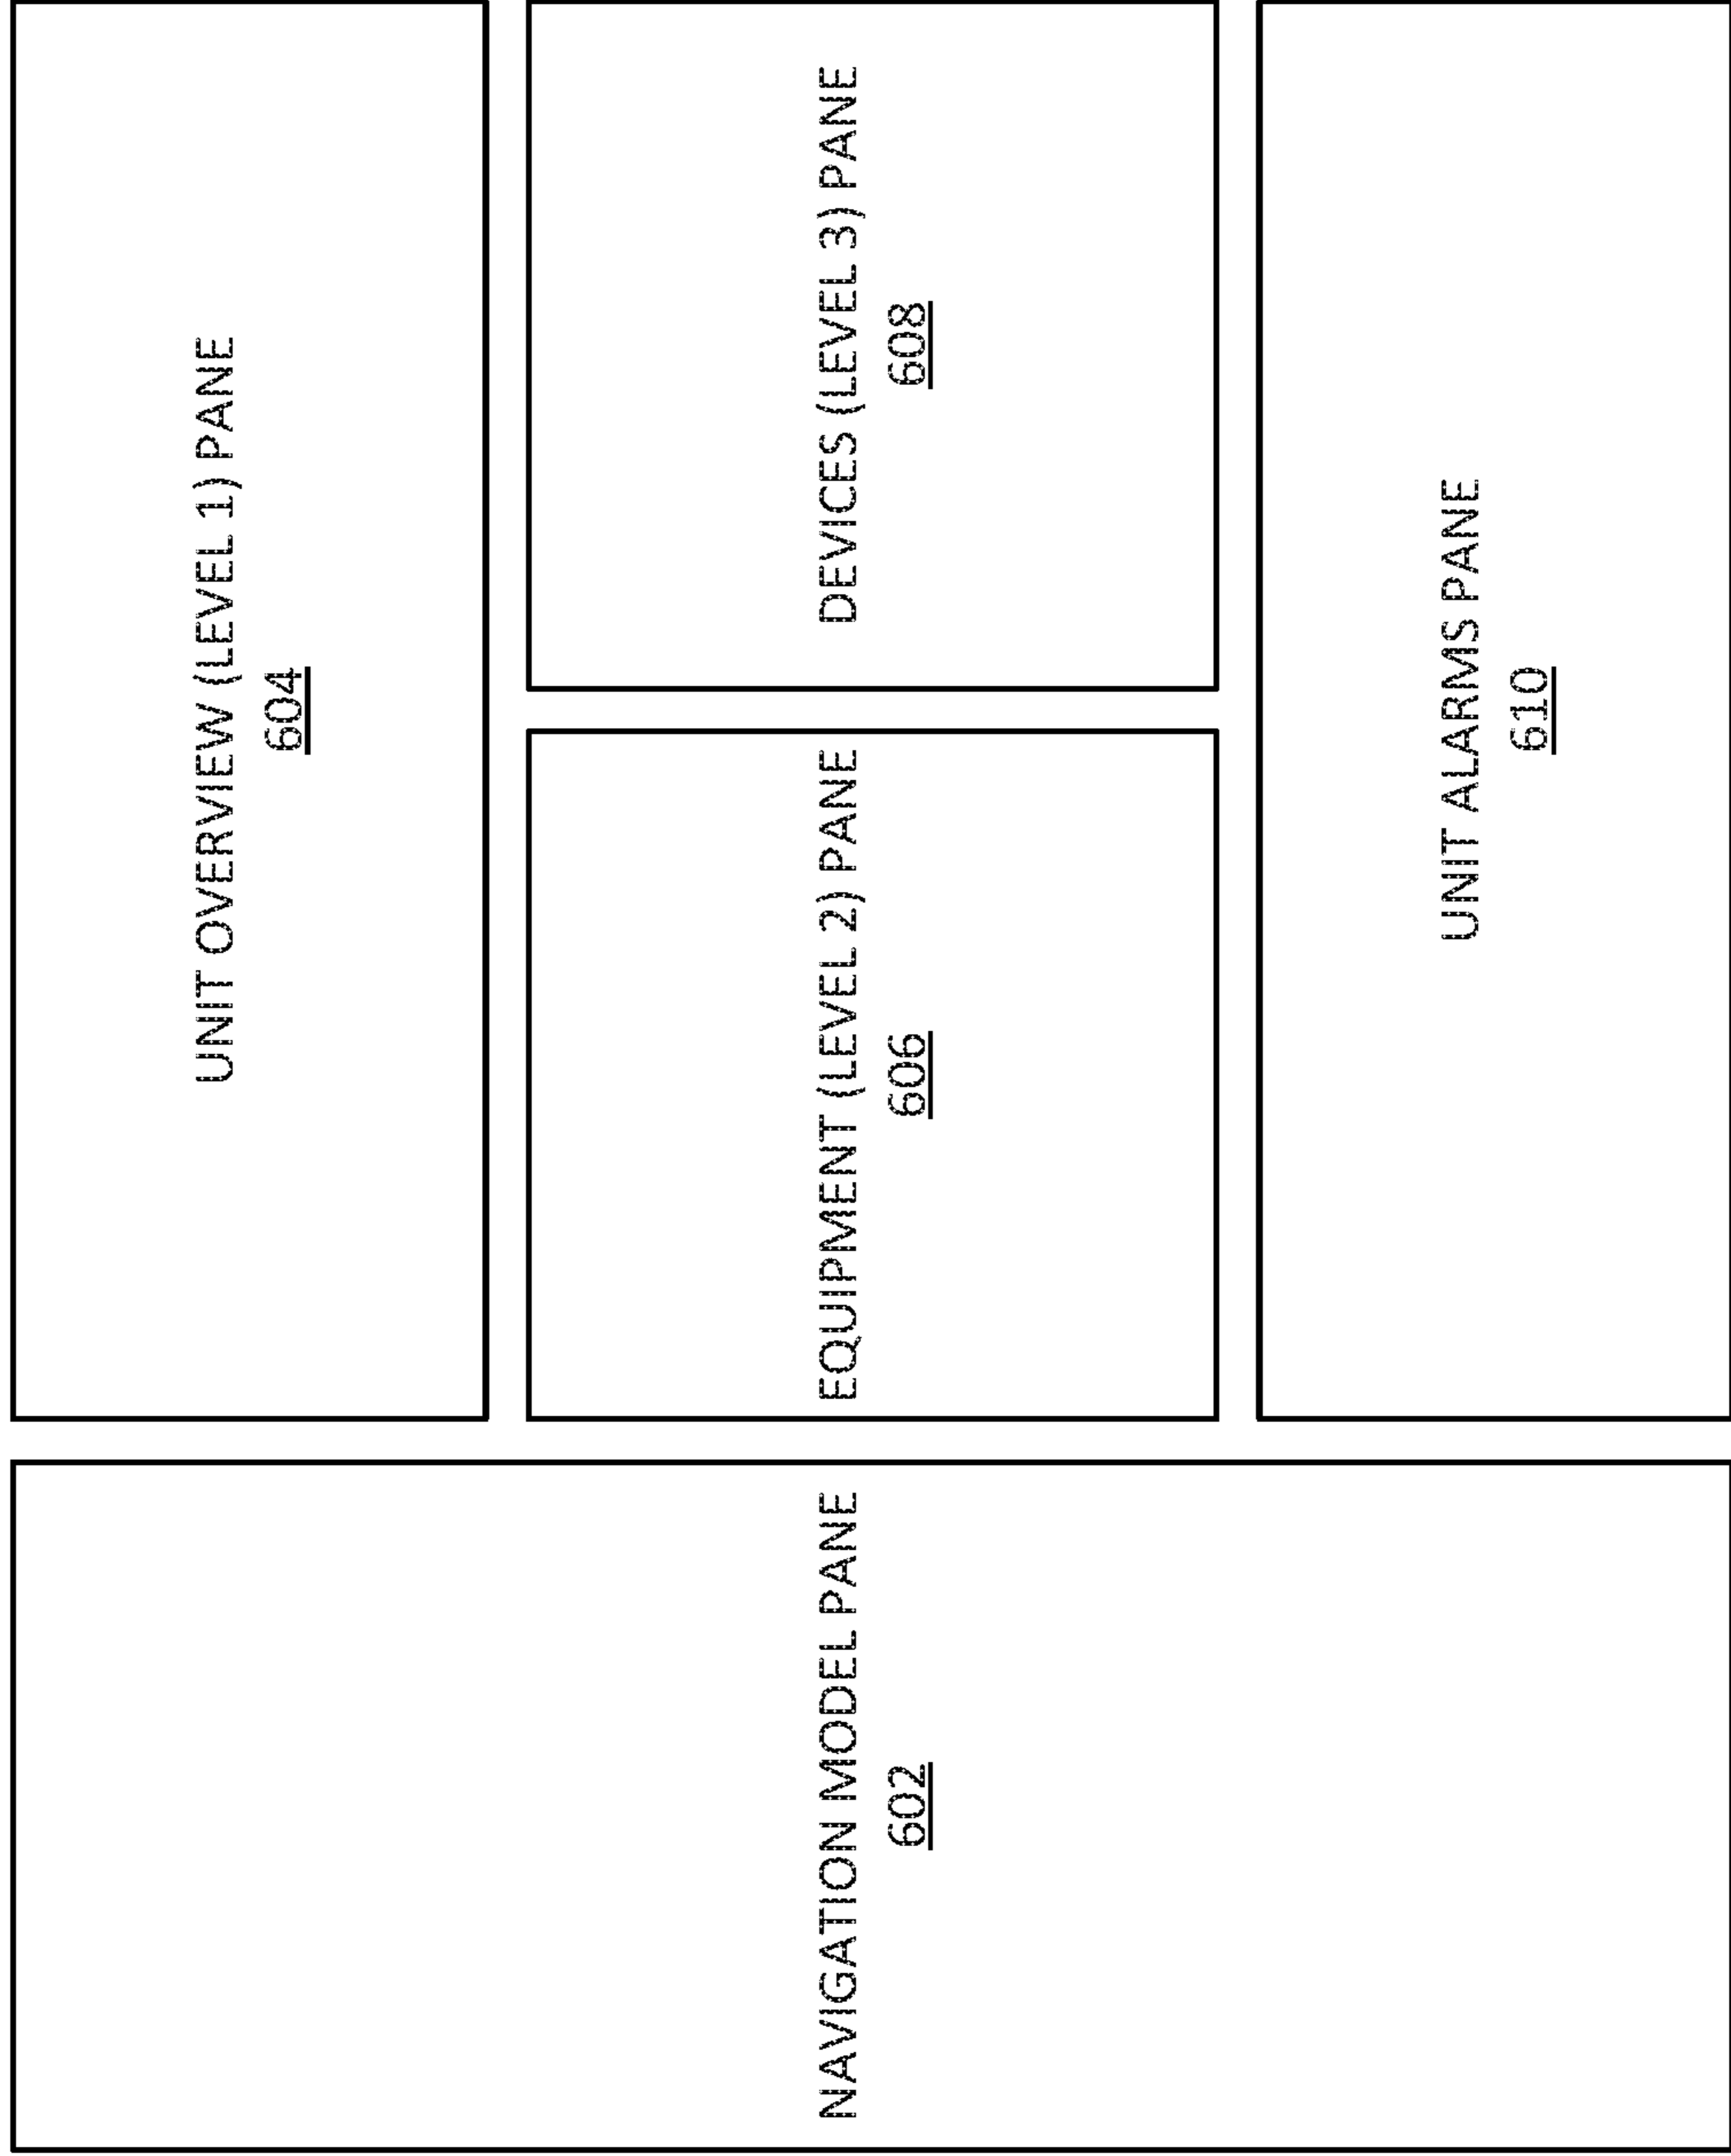 NAVIGATION MODEL PANE
602
UNIT OVERVIEW (LEVEL 1) PANE
604
EQUIPMENT (LEVEL 2) PANE
606
DEVICES (LEVEL 3) PANE
608
UNIT ALARMS PANE
610